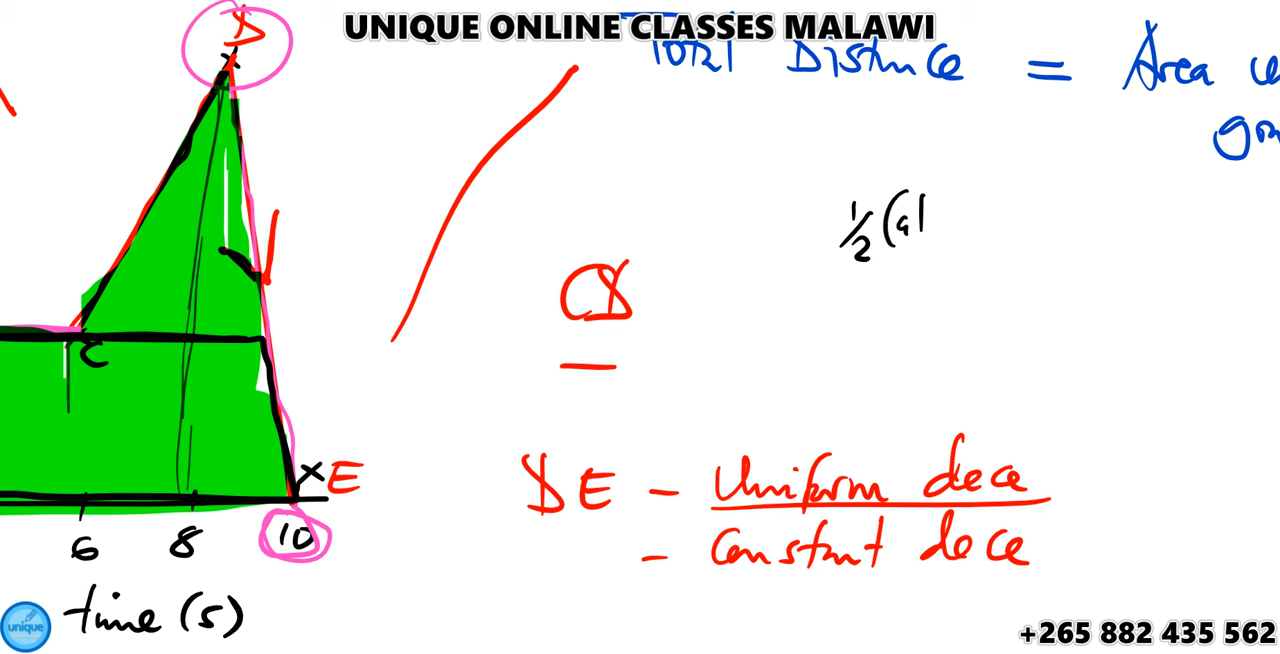 UNIQUE ONLINE CLASSES MALAWI
D
Total Distance = Area
½(a
CD
C
DE - Uniform dece
- Constant dece
E
6 8 10
time (s)
unique
+265 882 435 562